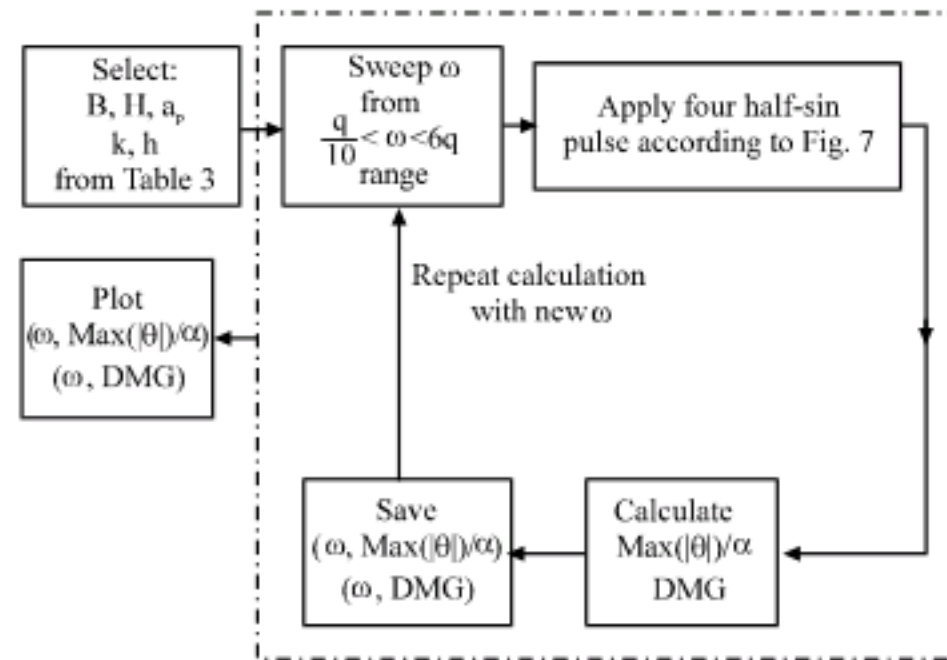 Select:
B, H, aₚ
k, h
from Table 3
Sweep ω
from
q/10 < ω < 6q
range
Apply four half-sin
pulse according to Fig. 7
Repeat calculation
with new ω
Plot
(ω, Max(|θ|)/α)
(ω, DMG)
Save
(ω, Max(|θ|)/α)
(ω, DMG)
Calculate
Max(|θ|)/α
DMG